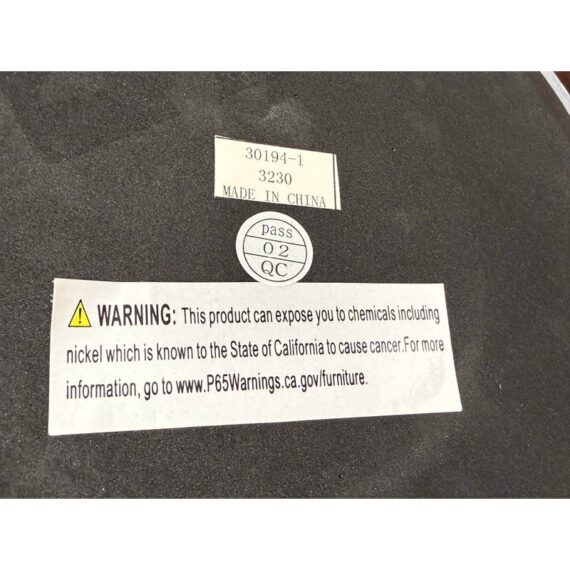 30194-1
3230
MADE IN CHINA
pass
02
QC
⚠ WARNING: This product can expose you to chemicals including
nickel which is known to the State of California to cause cancer.For more
information, go to www.P65Warnings.ca.gov/furniture.